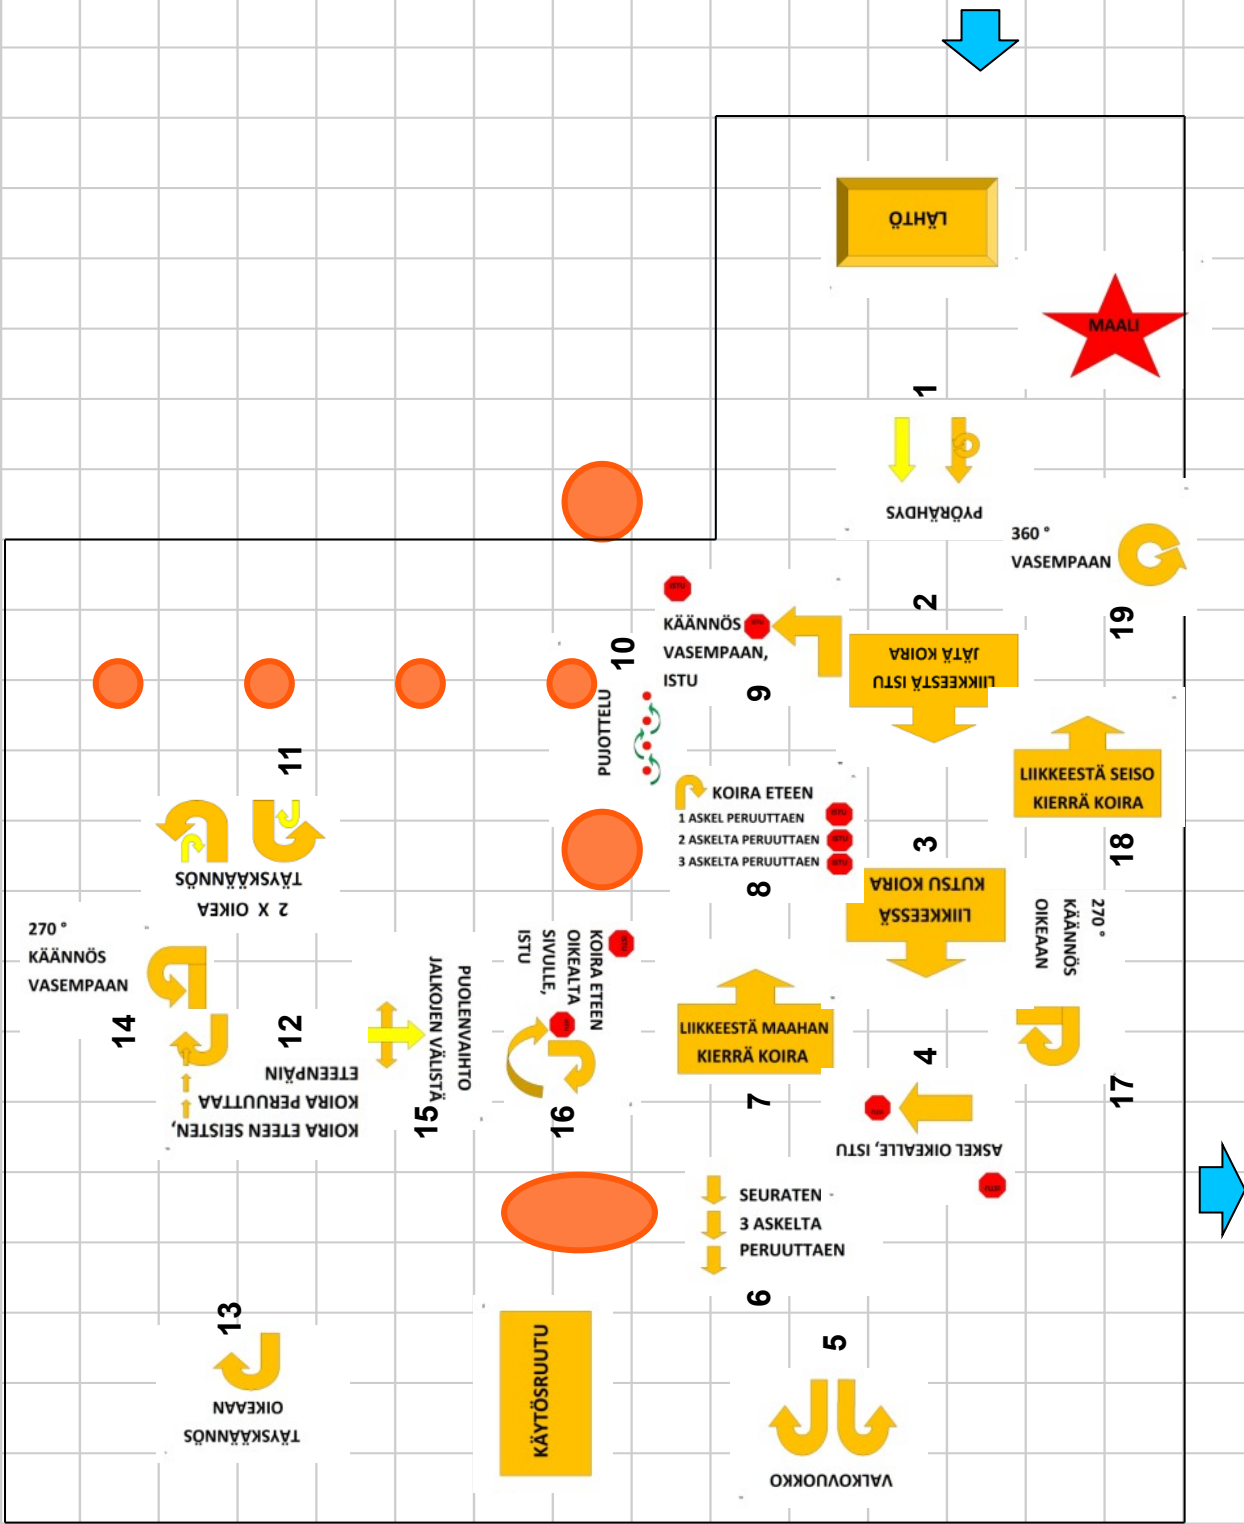 LÄHTÖ
MAALI
1
PYÖRÄHDYS
360 °
VASEMPAAN
19
2
LIIKKEESTÄ ISTU
JÄTÄ KOIRA
ISTU
KÄÄNNÖS
VASEMPAAN,
ISTU
9
10
PUJOTTELU
LIIKKEESTÄ SEISO
KIERRÄ KOIRA
18
11
2 X OIKEA
TÄYSKÄÄNNÖS
KOIRA ETEEN
1 ASKEL PERUUTTAEN
2 ASKELTA PERUUTTAEN
3 ASKELTA PERUUTTAEN
ISTU
ISTU
ISTU
8
3
LIIKKEESSÄ
KUTSU KOIRA
270 °
KÄÄNNÖS
OIKEAAN
17
270 °
KÄÄNNÖS
VASEMPAAN
14
12
KOIRA ETEEN SEISTEN,
KOIRA PERUUTTAA
ETEENPÄIN
PUOLENVAIHTO
JALKOJEN VÄLISTÄ
15
KOIRA ETEEN
OIKEALTA
SIVULLE,
ISTU
16
LIIKKEESTÄ MAAHAN
KIERRÄ KOIRA
7
4
ASKEL OIKEALLE, ISTU
SEURATEN
3 ASKELTA
PERUUTTAEN
6
5
VALKOVUOKKO
13
TÄYSKÄÄNNÖS
OIKEAAN
KÄYTÖSRUUTU